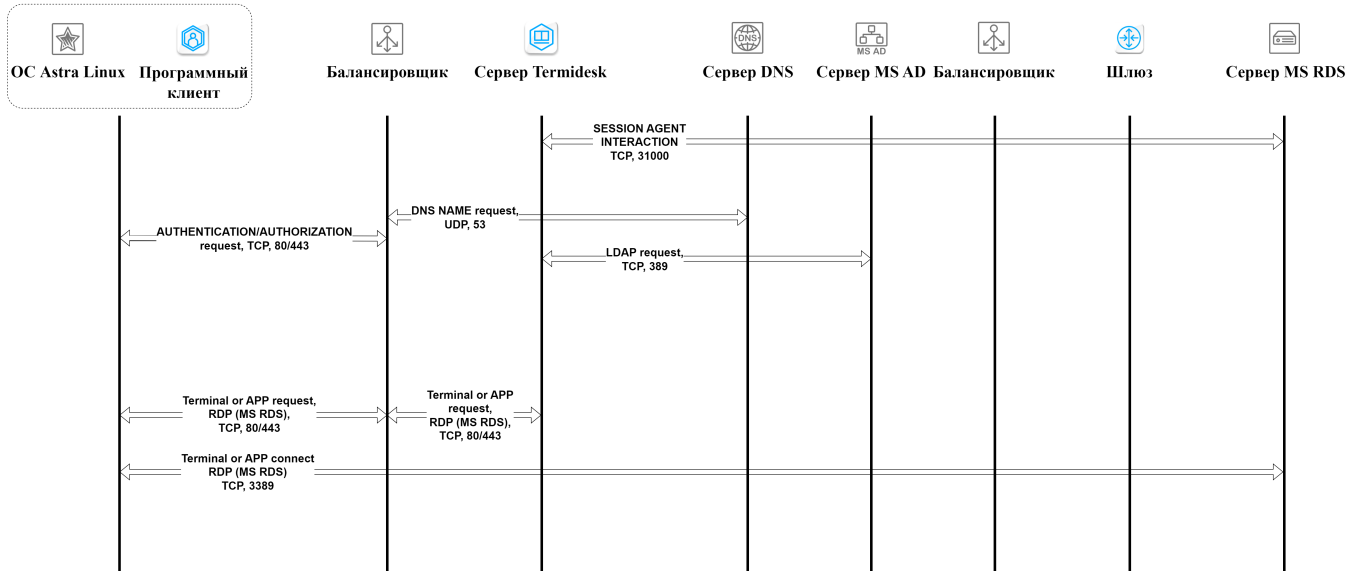 DNS
MS AD
ОС Astra Linux
Программный
клиент
Балансировщик
Сервер Termidesk
Сервер DNS
Сервер MS AD
Балансировщик
Шлюз
Сервер MS RDS
SESSION AGENT
INTERACTION
TCP, 31000
DNS NAME request,
UDP, 53
AUTHENTICATION/AUTHORIZATION
request, TCP, 80/443
LDAP request,
TCP, 389
Terminal or APP request,
RDP (MS RDS),
TCP, 80/443
Terminal or APP
request,
RDP (MS RDS),
TCP, 80/443
Terminal or APP connect
RDP (MS RDS)
TCP, 3389